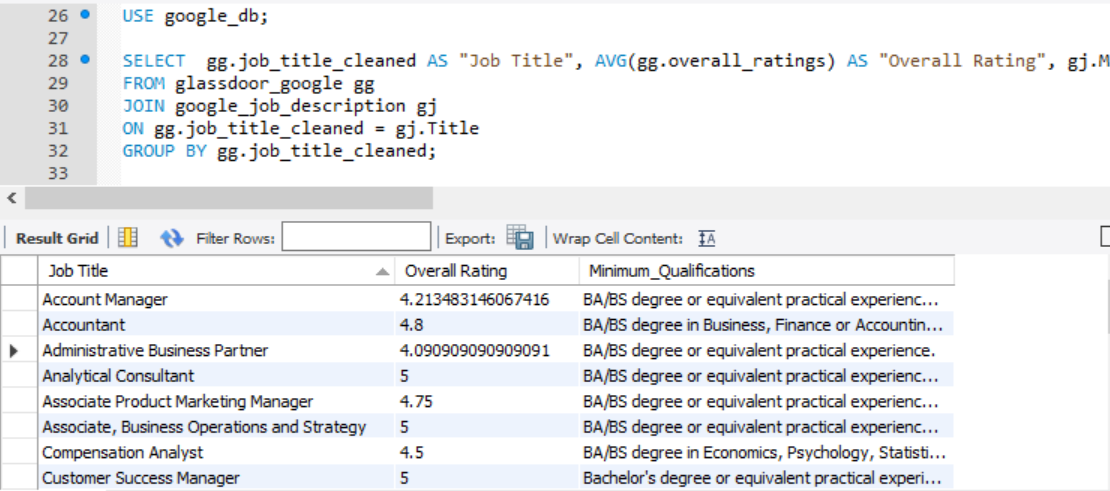 26 USE google_db;
27
28 SELECT gg.job_title_cleaned AS "Job Title", AVG(gg.overall_ratings) AS "Overall Rating", gj.M
29 FROM glassdoor_google gg
30 JOIN google_job_description gj
31 ON gg.job_title_cleaned = gj.Title
32 GROUP BY gg.job_title_cleaned;
33
Result Grid Filter Rows: Export: Wrap Cell Content: IA
Job Title Overall Rating Minimum_Qualifications
Account Manager 4.213483146067416 BA/BS degree or equivalent practical experienc...
Accountant 4.8 BA/BS degree in Business, Finance or Accountin...
Administrative Business Partner 4.090909090909091 BA/BS degree or equivalent practical experience.
Analytical Consultant 5 BA/BS degree or equivalent practical experienc...
Associate Product Marketing Manager 4.75 BA/BS degree or equivalent practical experienc...
Associate, Business Operations and Strategy 5 BA/BS degree or equivalent practical experienc...
Compensation Analyst 4.5 BA/BS degree in Economics, Psychology, Statisti...
Customer Success Manager 5 Bachelor's degree or equivalent practical experi...